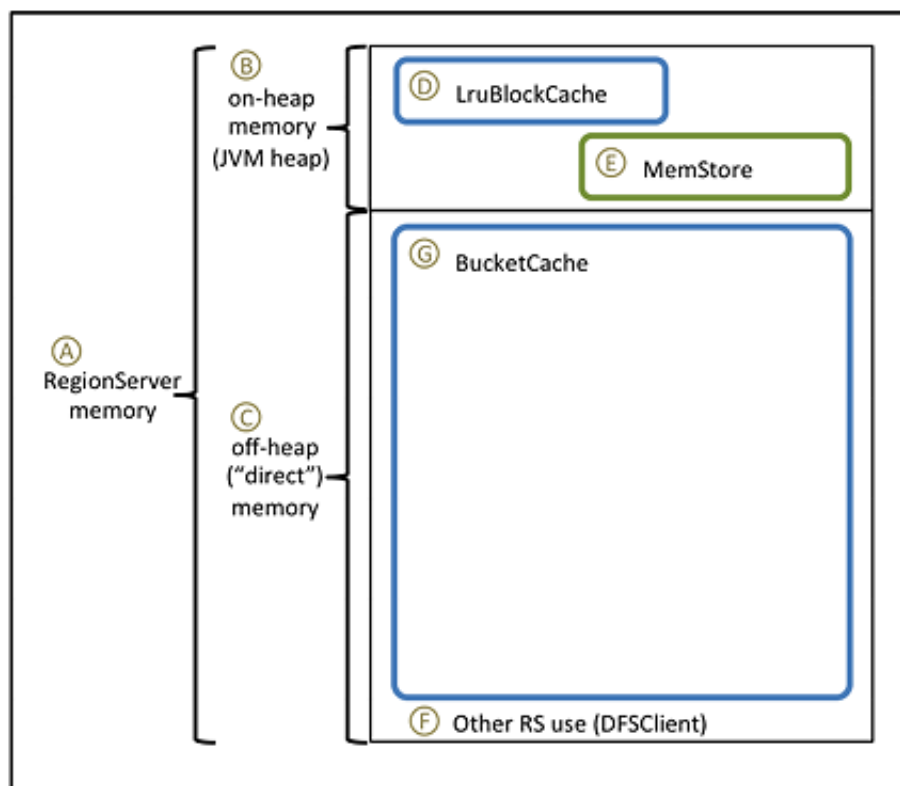 B
on-heap
memory
(JVM heap)
D LruBlockCache
E MemStore
G BucketCache
A
RegionServer
memory
C
off-heap
(“direct”)
memory
F Other RS use (DFSClient)